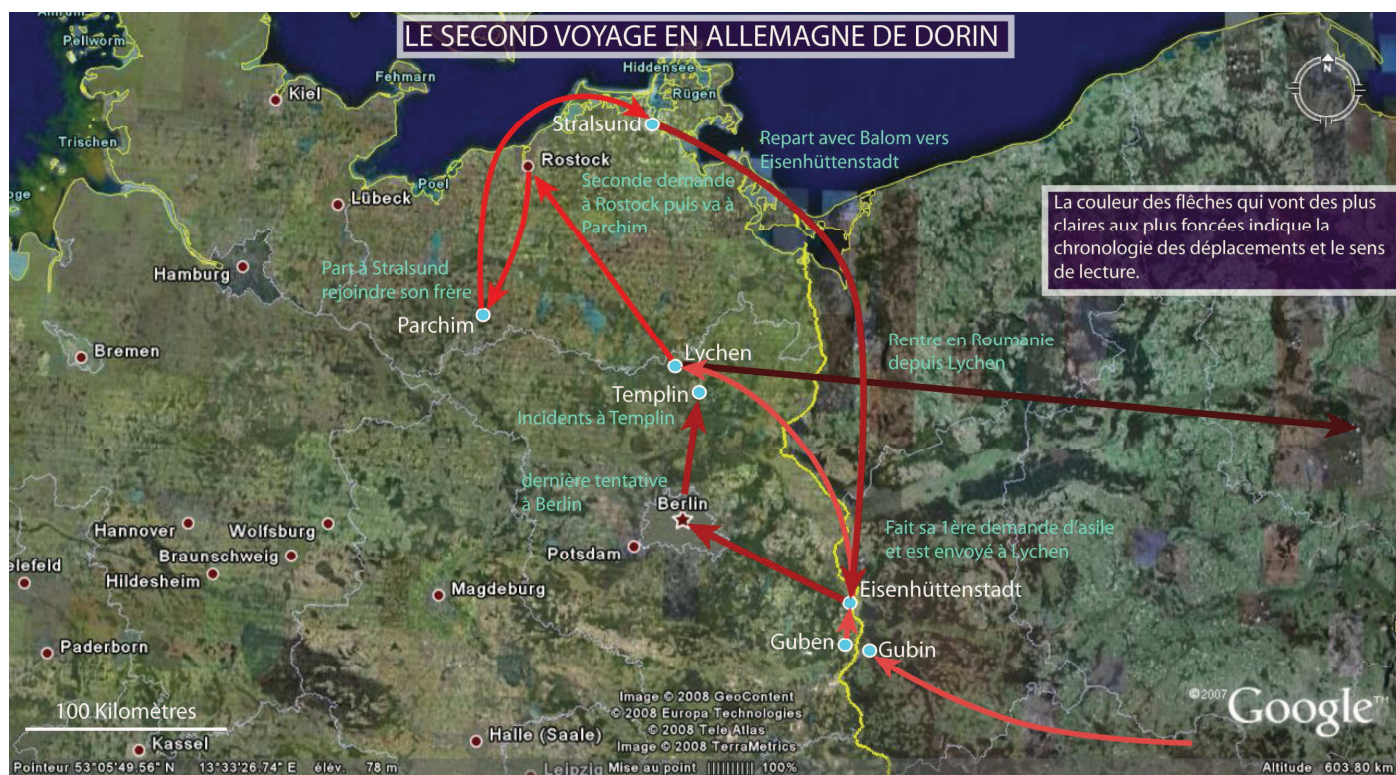 LE SECOND VOYAGE EN ALLEMAGNE DE DORIN
Pellworm
Fehmarn
Hiddensee
Rügen
N
Kiel
Trischen
Stralsund
Repart avec Balom vers
Eisenhüttenstadt
Rostock
Poel
Lübeck
Seconde demande
à Rostock puis va à
Parchim
La couleur des flêches qui vont des plus
claires aux plus foncées indique la
chronologie des déplacements et le sens
de lecture.
Hamburg
Part à Stralsund
rejoindre son frère
Parchim
Bremen
Lychen
Rentre en Roumanie
depuis Lychen
Templin
Incidents à Templin
dernière tentative
à Berlin
Berlin
Hannover
Wolfsburg
Fait sa 1ère demande d'asile
et est envoyé à Lychen
Potsdam
Braunschweig
elefeld
Hildesheim
Magdeburg
Eisenhüttenstadt
Guben
Gubin
Paderborn
Image © 2008 GeoContent
© 2008 Europa Technologies
© 2008 Tele Atlas
Image © 2008 TerraMetrics
©2007 Google™
100 Kilomètres
Kassel
Halle (Saale)
Leipzig
Pointeur 53°05'49.56" N 13°33'26.74" E élév. 78 m
Mise au point |||||||||| 100%
Altitude 603.80 km